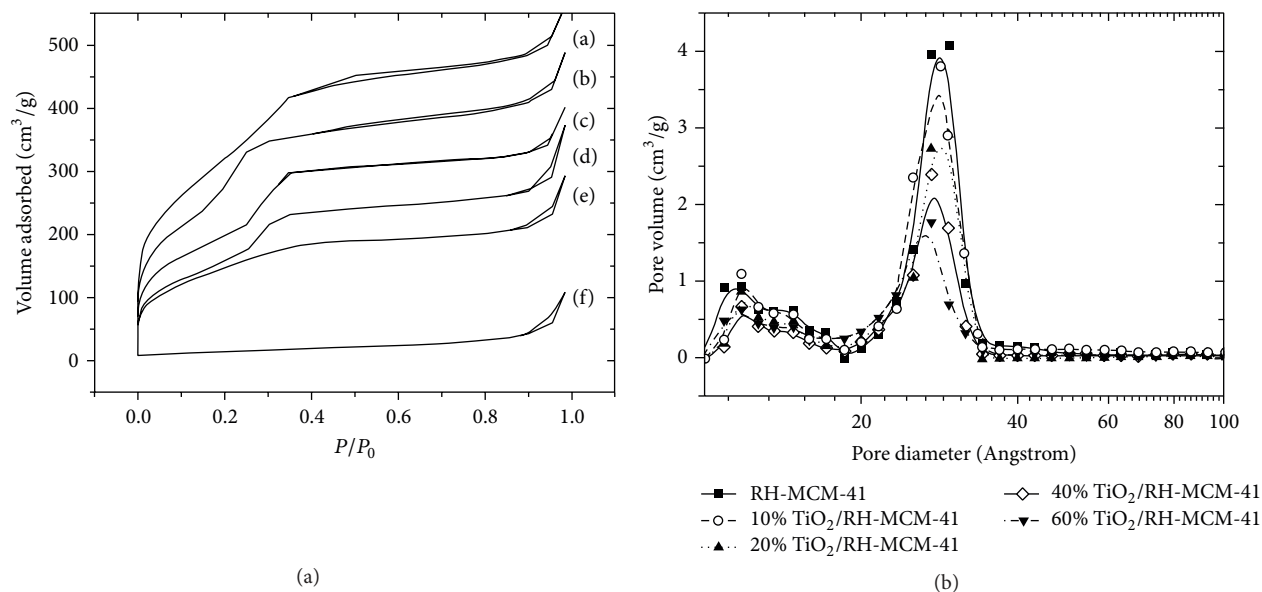 500
400
300
200
100
0
Volume adsorbed (cm³/g)
(a)
(b)
(c)
(d)
(e)
(f)
0.0 0.2 0.4 0.6 0.8 1.0
P/P₀
(a)
4
3
2
1
0
Pore volume (cm³/g)
20 40 60 80 100
Pore diameter (Angstrom)
RH-MCM-41
10% TiO₂/RH-MCM-41
20% TiO₂/RH-MCM-41
40% TiO₂/RH-MCM-41
60% TiO₂/RH-MCM-41
(b)